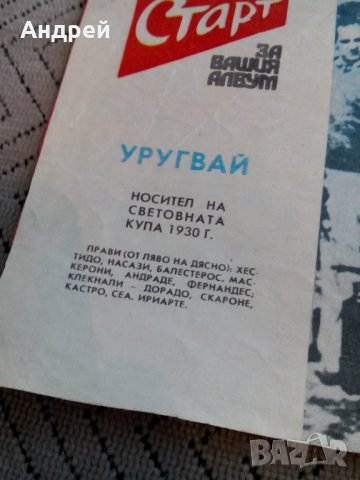 Андрей
Старт
ЗА
ВАШИЯ
АЛБУМ
УРУГВАЙ
НОСИТЕЛ НА
СВЕТОВНАТА
КУПА 1930 Г.
ПРАВИ (ОТ ЛЯВО НА ДЯСНО): ХЕС-
ТИДО, НАСАЗИ, БАЛЕСТЕРОС, МАС-
КЕРОНИ, АНДРАДЕ, ФЕРНАНДЕС;
КЛЕКНАЛИ – ДОРАДО, СКАРОНЕ,
КАСТРО, СЕА, ИРИАРТЕ.
BAZAR